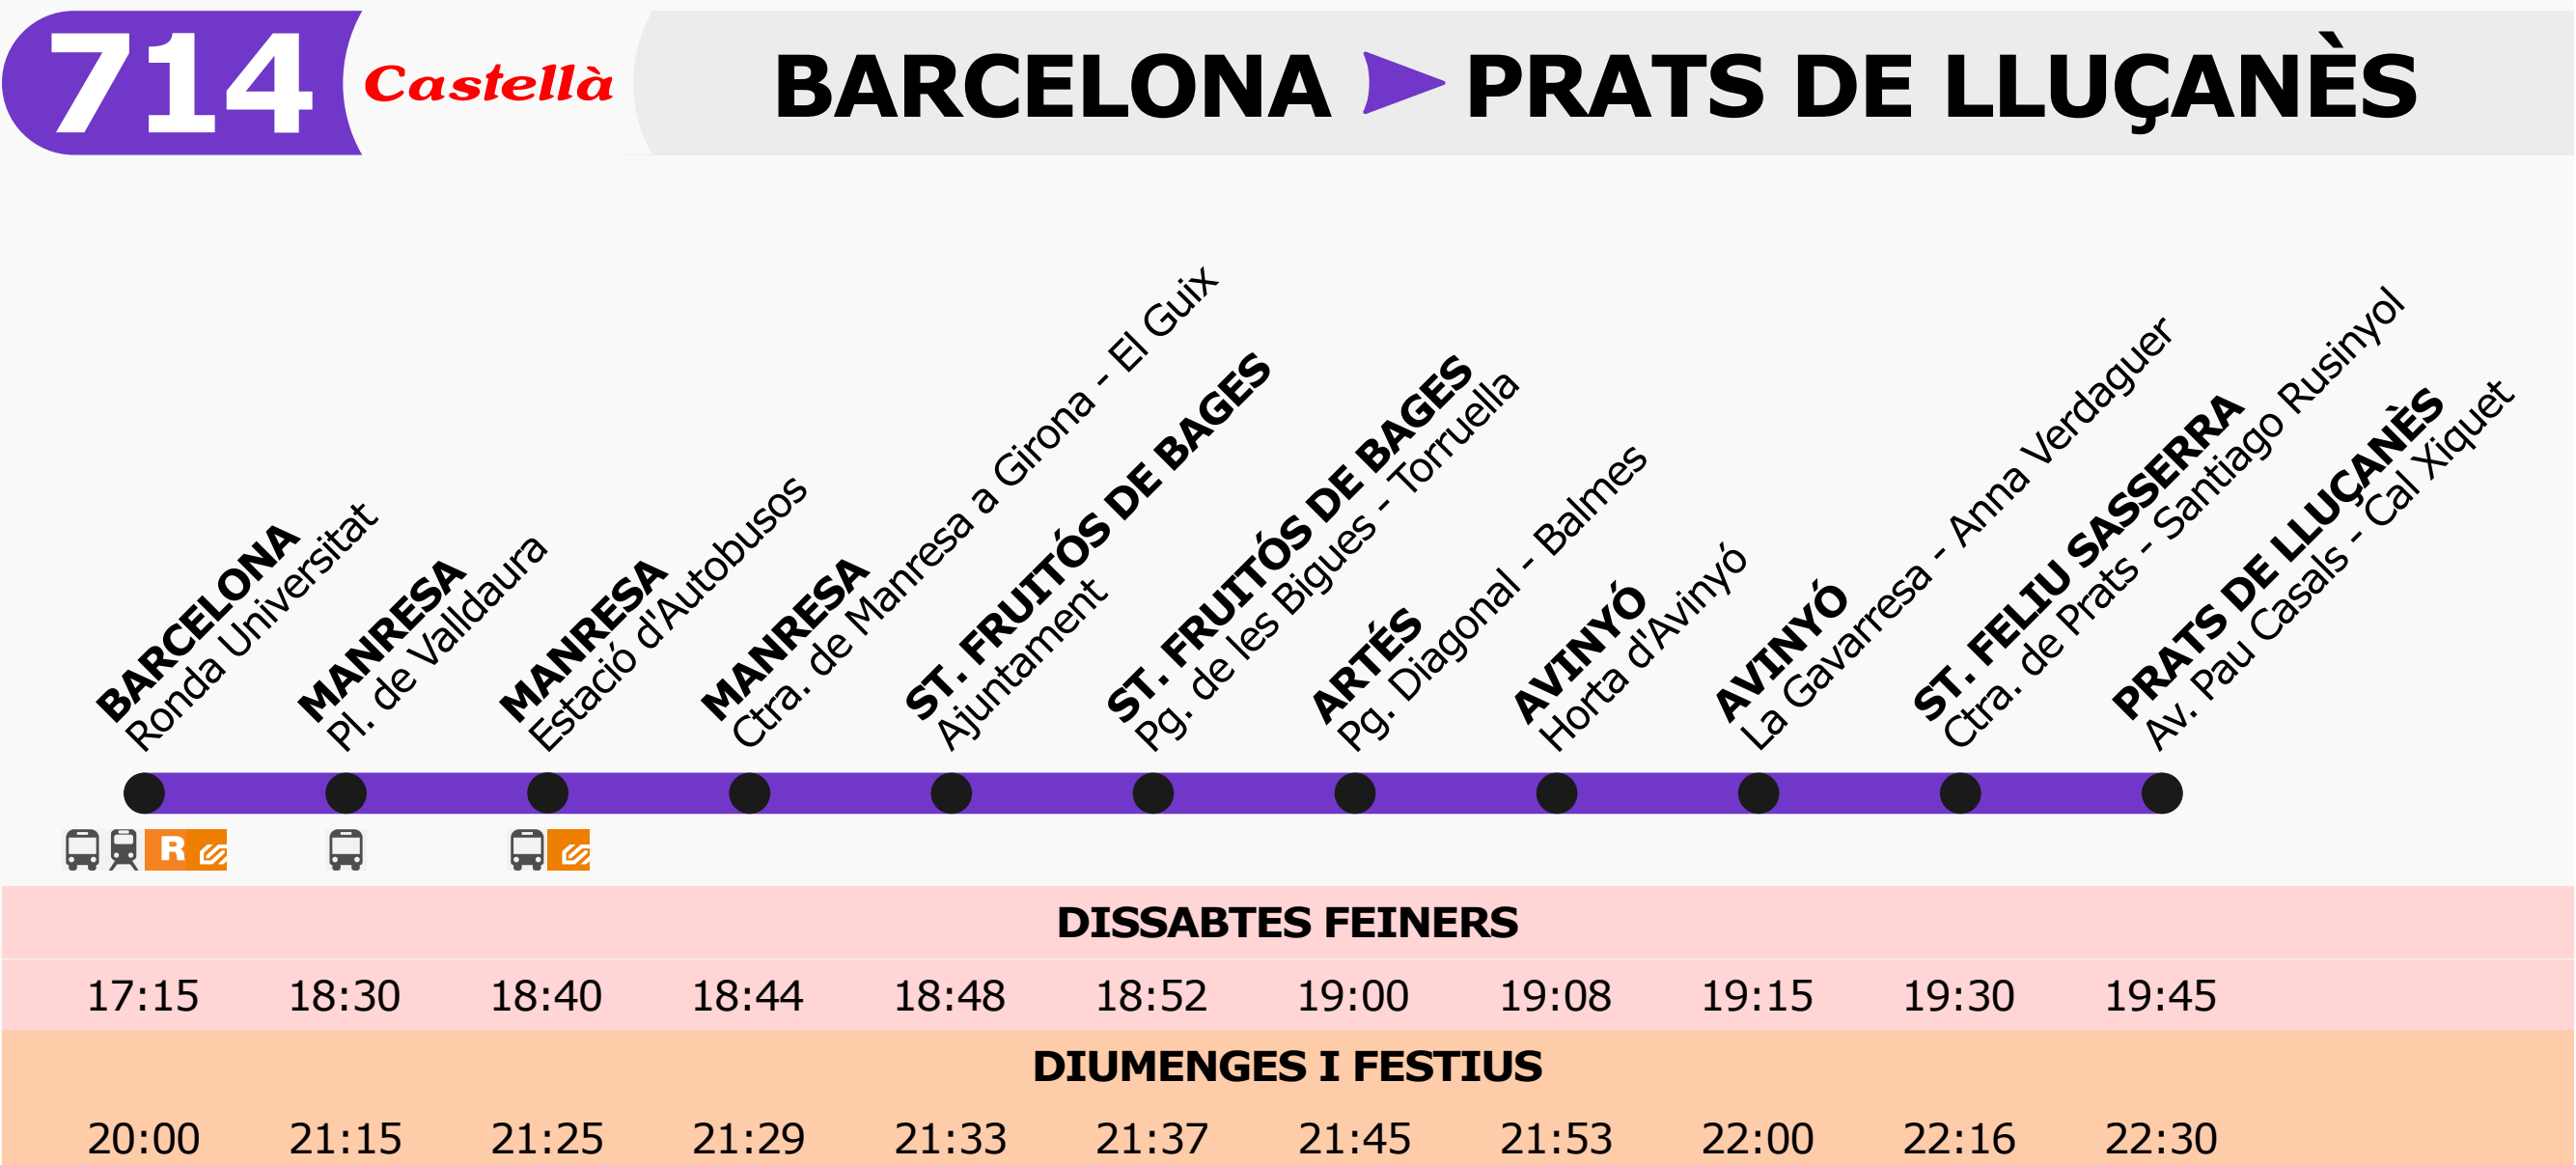 714 Castellà BARCELONA PRATS DE LLUÇANÈS
BARCELONA
Ronda Universitat
MANRESA
Pl. de Valldaura
MANRESA
Estació d'Autobusos
MANRESA
Ctra. de Manresa a Girona - El Guix
ST. FRUITÓS DE BAGES
Ajuntament
ST. FRUITÓS DE BAGES
Pg. de les Bigues - Torruella
ARTÉS
Pg. Diagonal - Balmes
AVINYÓ
Horta d'Avinyó
AVINYÓ
La Gavarresa - Anna Verdaguer
ST. FELIU SASSERRA
Ctra. de Prats - Santiago Rusinyol
PRATS DE LLUÇANÈS
Av. Pau Casals - Cal Xiquet
R
DISSABTES FEINERS
17:15 18:30 18:40 18:44 18:48 18:52 19:00 19:08 19:15 19:30 19:45
DIUMENGES I FESTIUS
20:00 21:15 21:25 21:29 21:33 21:37 21:45 21:53 22:00 22:16 22:30